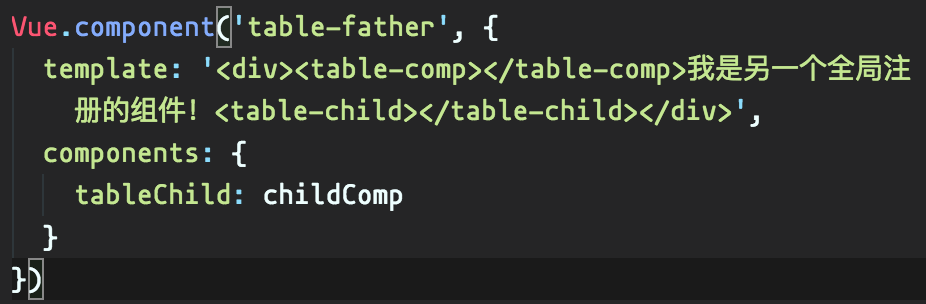 Vue.component('table-father', {
template: '<div><table-comp></table-comp>我是另一个全局注
册的组件！<table-child></table-child></div>',
components: {
tableChild: childComp
}
})